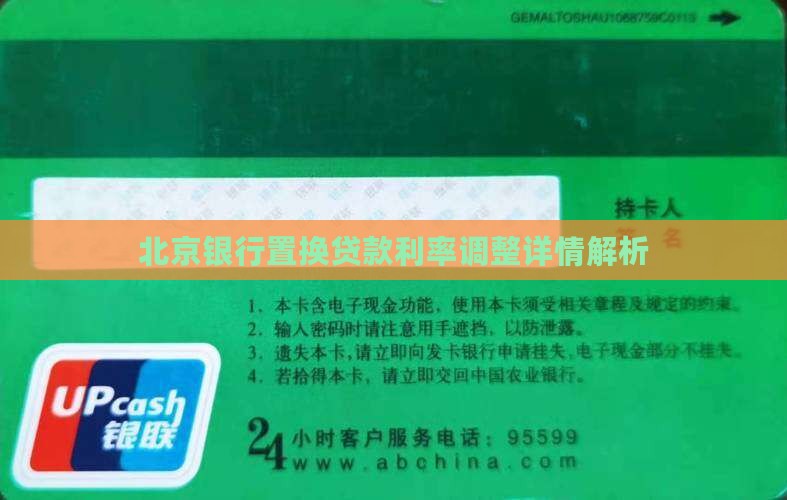 GEMALTOSHAU1068759C0119
持卡人
签 名
北京银行置换贷款利率调整详情解析
1. 本卡含电子现金功能，使用本卡须受相关章程及规定的约束。
2. 输入密码时请注意用手遮挡，以防泄露。
3. 遗失本卡,请立即向发卡银行申请挂失,电子现金部分不挂失。
4. 若拾得本卡，请立即交回中国农业银行。
UPcash
银联
24小时客户服务电话：95599
www.abchina.com